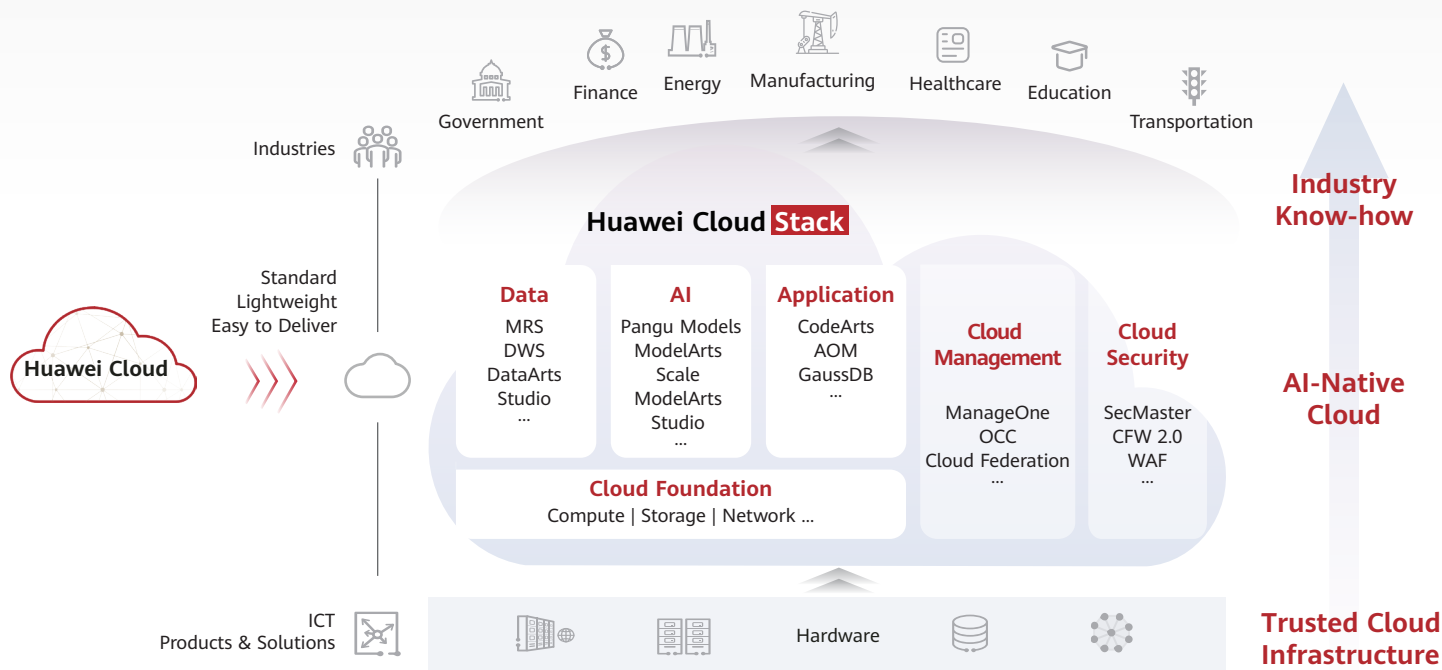 Government
Finance
Energy
Manufacturing
Healthcare
Education
Transportation
Industries
Standard
Lightweight
Easy to Deliver
Huawei Cloud
ICT
Products & Solutions
Huawei Cloud Stack
Data
MRS
DWS
DataArts
Studio
...
AI
Pangu Models
ModelArts
Scale
ModelArts
Studio
...
Application
CodeArts
AOM
GaussDB
...
Cloud
Management
ManageOne
OCC
Cloud Federation
...
Cloud
Security
SecMaster
CFW 2.0
WAF
...
Cloud Foundation
Compute | Storage | Network ...
Hardware
Industry
Know-how
AI-Native
Cloud
Trusted Cloud
Infrastructure